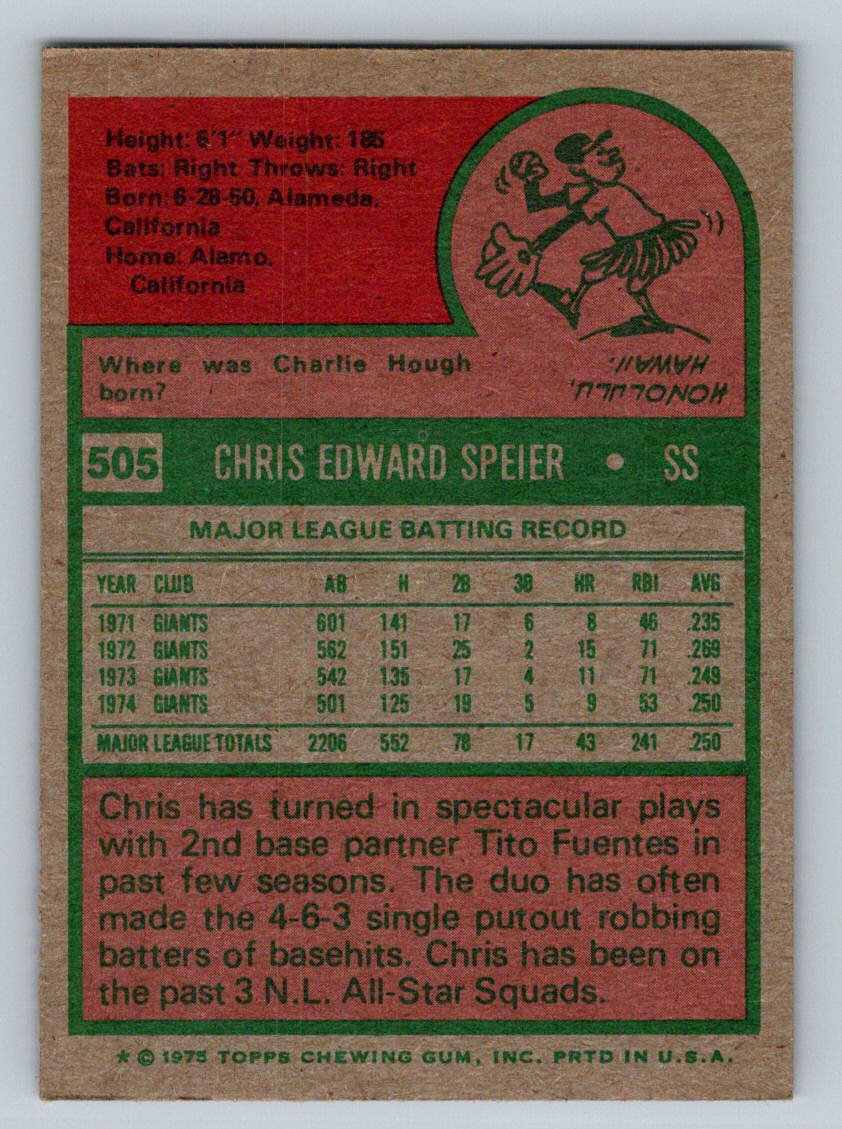 Height: 6'1" Weight: 185
Bats: Right Throws: Right
Born: 6-28-50, Alameda,
California
Home: Alamo,
California
Where was Charlie Hough
born?
HONOLULU,
HAWAII.
505 CHRIS EDWARD SPEIER • SS
MAJOR LEAGUE BATTING RECORD
YEAR CLUB AB H 2B 3B HR RBI AVG
1971 GIANTS 601 141 17 6 8 46 .235
1972 GIANTS 562 151 25 2 15 71 .269
1973 GIANTS 542 135 17 4 11 71 .249
1974 GIANTS 501 125 19 5 9 53 .250
MAJOR LEAGUE TOTALS 2206 552 78 17 43 241 .250
Chris has turned in spectacular plays
with 2nd base partner Tito Fuentes in
past few seasons. The duo has often
made the 4-6-3 single putout robbing
batters of basehits. Chris has been on
the past 3 N.L. All-Star Squads.
* © 1975 TOPPS CHEWING GUM, INC. PRTD IN U.S.A.